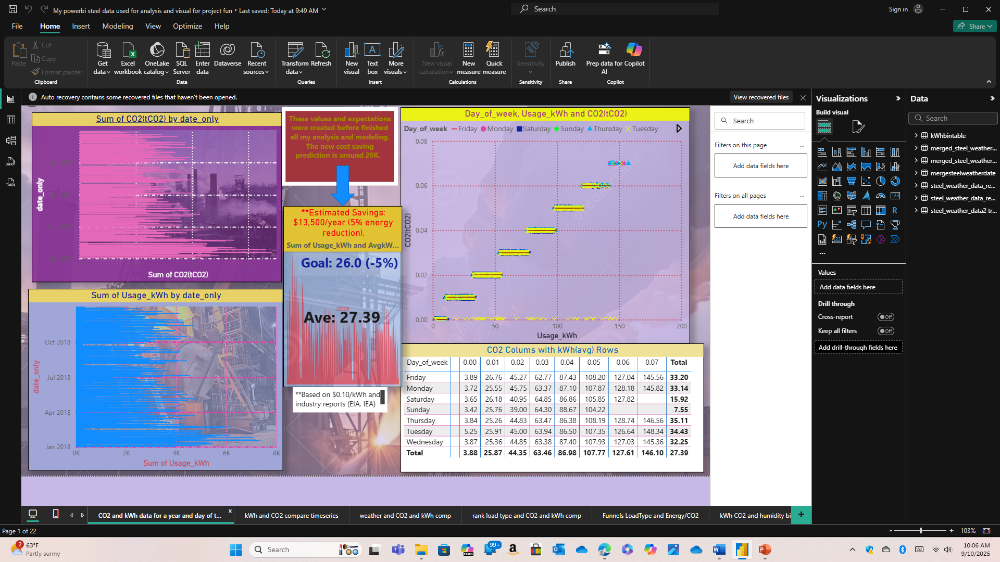 My powerbi steel data used for analysis and visual for project fun • Last saved: Today at 9:49 AM
Search
Sign in
File
Home
Insert
Modeling
View
Optimize
Help
Share
Paste
Cut
Copy
Format painter
Clipboard
Get data
Excel workbook
OneLake catalog
SQL Server
Enter data
Dataverse
Recent sources
Data
Transform data
Refresh
Queries
New visual
Text box
More visuals
Insert
New visual calculation
New measure
Quick measure
Calculations
Sensitivity
Sensitivity
Publish
Share
Prep data for AI
Copilot
Copilot
Auto recovery contains some recovered files that haven't been opened.
View recovered files
Sum of CO2(tCO2) by date_only
date_only
Sum of CO2(tCO2)
These values and expectations
were created before finished
all my analysis and modeling.
The new cost saving
prediction is around 20K.
**Estimated Savings:
$13,500/year (5% energy
reduction).
Sum of Usage_kWh and AvgkW...
Goal: 26.0 (-5%)
339.08
Ave: 27.39
**Based on $0.10/kWh and
industry reports (EIA, IEA)
Sum of Usage_kWh by date_only
date_only
Oct 2018
Jul 2018
Apr 2018
Jan 2018
0K 2K 4K 6K 8K
Sum of Usage_kWh
Day_of_week, Usage_kWh and CO2(tCO2)
Day_of_week Friday Monday Saturday Sunday Thursday Tuesday
CO2(tCO2)
0.08
0.06
0.04
0.02
0.00
0 50 100 150 200
Usage_kWh
CO2 Colums with kWh(avg) Rows
Day_of_week 0.00 0.01 0.02 0.03 0.04 0.05 0.06 0.07 Total
Friday 3.89 26.76 45.27 62.77 87.43 108.20 127.04 145.56 33.20
Monday 3.72 25.55 45.75 63.37 87.10 107.87 128.18 145.82 33.14
Saturday 3.65 26.18 40.95 64.85 86.86 105.85 127.82 15.92
Sunday 3.42 25.76 39.00 64.30 88.67 104.22 7.55
Thursday 3.84 25.26 44.83 63.47 86.38 108.19 128.74 146.56 35.11
Tuesday 5.25 25.91 45.00 63.94 86.50 107.35 126.64 148.34 34.43
Wednesday 3.87 25.36 44.85 63.38 87.40 107.93 127.03 145.36 32.25
Total 3.88 25.87 44.35 63.46 86.98 107.77 127.61 146.10 27.39
Search
Filters on this page ...
Add data fields here
Filters on all pages ...
Add data fields here
Visualizations
Build visual
Values
Add data fields here
Drill through
Cross-report Off
Keep all filters Off
Add drill-through fields here
Data
Search
kWhbintable
merged_steel_weather...
merged_steel_weather...
mergesteelweatherdate
steel_weather_data_re...
steel_weather_data_re...
steel_weather_data2 tr...
CO2 and kWh data for a year and day of t... x
kWh and CO2 compare timeseries
weather and CO2 and kWh comp
rank load type and CO2 and kWh comp
Funnels LoadType and Energy/CO2
kWh CO2 and humidity bi
+
Page 1 of 22
- + 103%
2
63°F
Partly sunny
Search
M365
99+
10:06 AM
9/10/2025